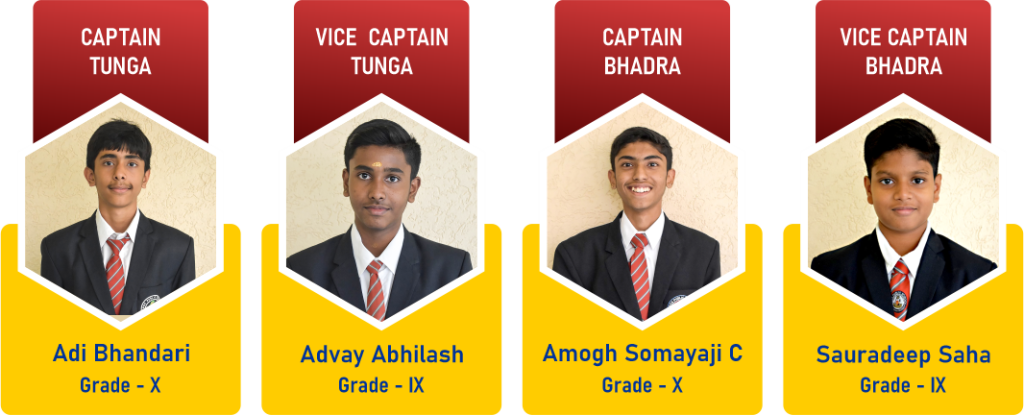 CAPTAIN
TUNGA
Adi Bhandari
Grade - X
VICE CAPTAIN
TUNGA
Advay Abhilash
Grade - IX
CAPTAIN
BHADRA
Amogh Somayaji C
Grade - X
VICE CAPTAIN
BHADRA
Sauradeep Saha
Grade - IX